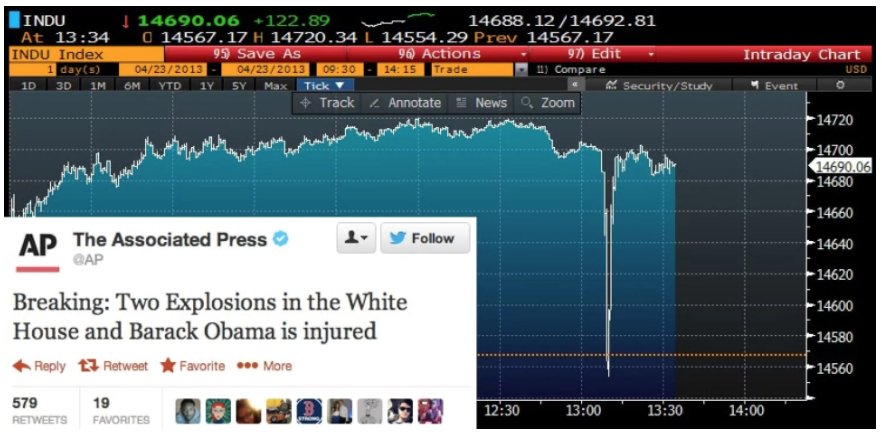 INDU ↓ 14690.06 +122.89 14688.12/14692.81
At 13:34 O 14567.17 H 14720.34 L 14554.29 Prev 14567.17
INDU Index 95) Save As 96) Actions 97) Edit Intraday Chart
1 day(s) 04/23/2013 - 04/23/2013 09:30 - 14:15 Trade 11) Compare USD
1D 3D 1M 6M YTD 1Y 5Y Max Tick ▼ « Security/Study Event
Track Annotate News Zoom
14720
14700
14690.06
14680
14660
14640
14620
14600
14580
14560
12:30 13:00 13:30 14:00
AP
The Associated Press
@AP
Follow
Breaking: Two Explosions in the White
House and Barack Obama is injured
Reply Retweet Favorite More
579 19
RETWEETS FAVORITES
B
STRONG